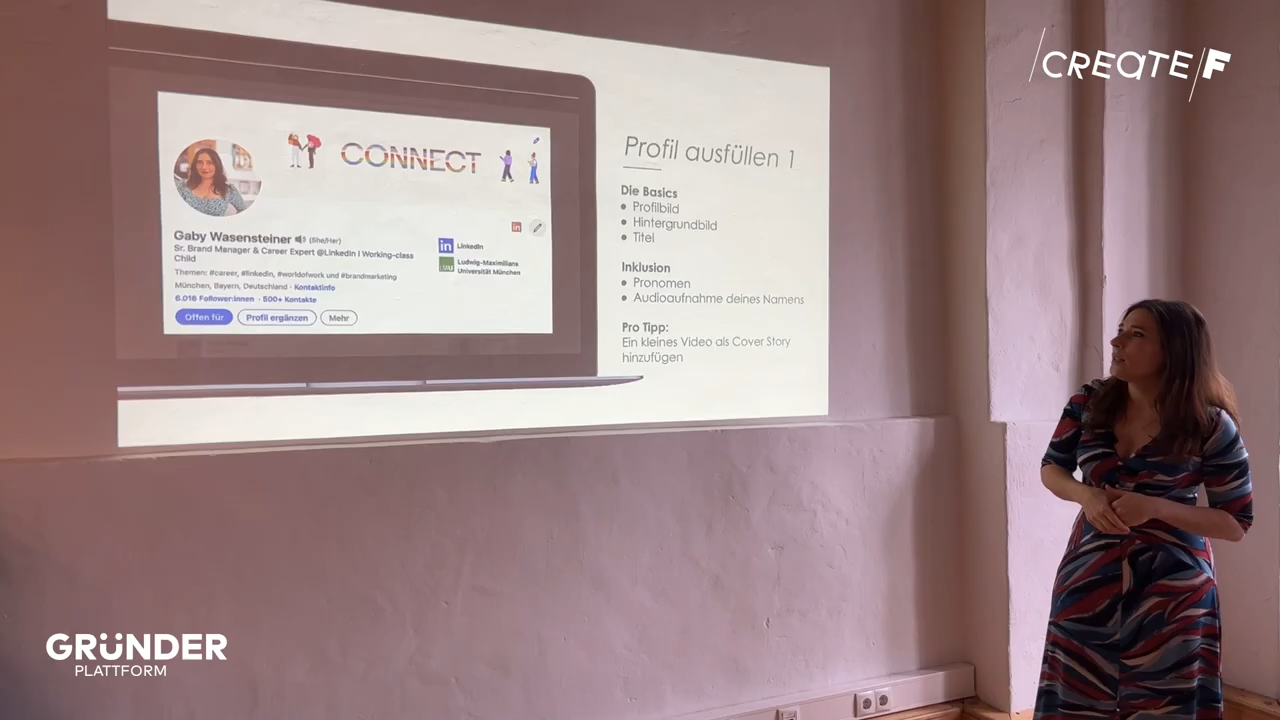 CREATE/F
CONNECT
Gaby Wasensteiner (She/Her)
Sr. Brand Manager & Career Expert @LinkedIn I Working-class
Child
Themen: #career, #linkedin, #worldofwork und #brandmarketing
München, Bayern, Deutschland · Kontaktinfo
6.016 Follower:innen · 500+ Kontakte
Offen für
Profil ergänzen
Mehr
in
in LinkedIn
LMU Ludwig-Maximilians
Universität München
Profil ausfüllen 1
Die Basics
● Profilbild
● Hintergrundbild
● Titel
Inklusion
● Pronomen
● Audioaufnahme deines Namens
Pro Tipp:
Ein kleines Video als Cover Story
hinzufügen
GRÜNDER
PLATTFORM